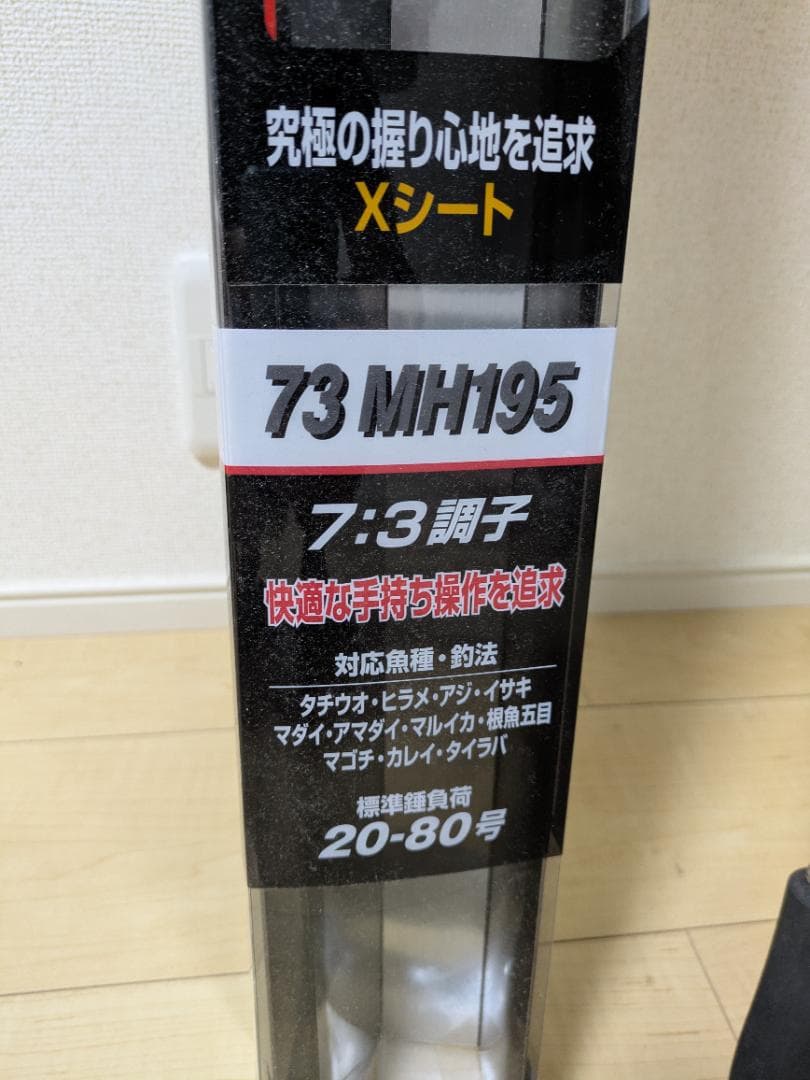 究極の握り心地を追求
Xシート
73 MH195
7:3調子
快適な手持ち操作を追求
対応魚種・釣法
タチウオ・ヒラメ・アジ・イサキ
マダイ・アマダイ・マルイカ・根魚五目
マゴチ・カレイ・タイラバ
標準錘負荷
20-80号